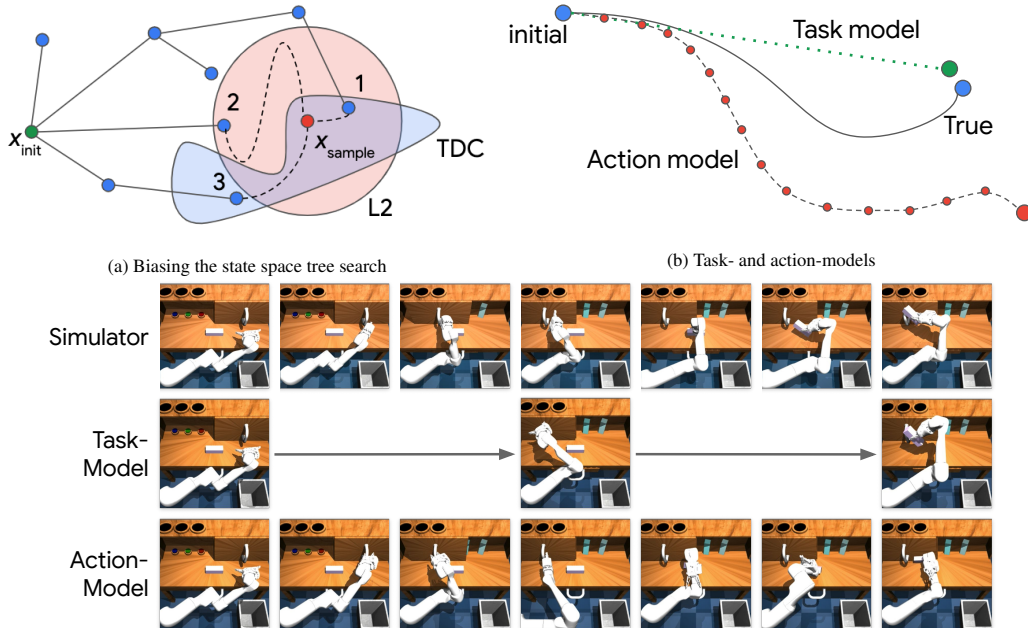 1
2
x_init
x_sample
TDC
3
L2
(a) Biasing the state space tree search
initial
Task model
True
Action model
(b) Task- and action-models
Simulator
Task-
Model
Action-
Model